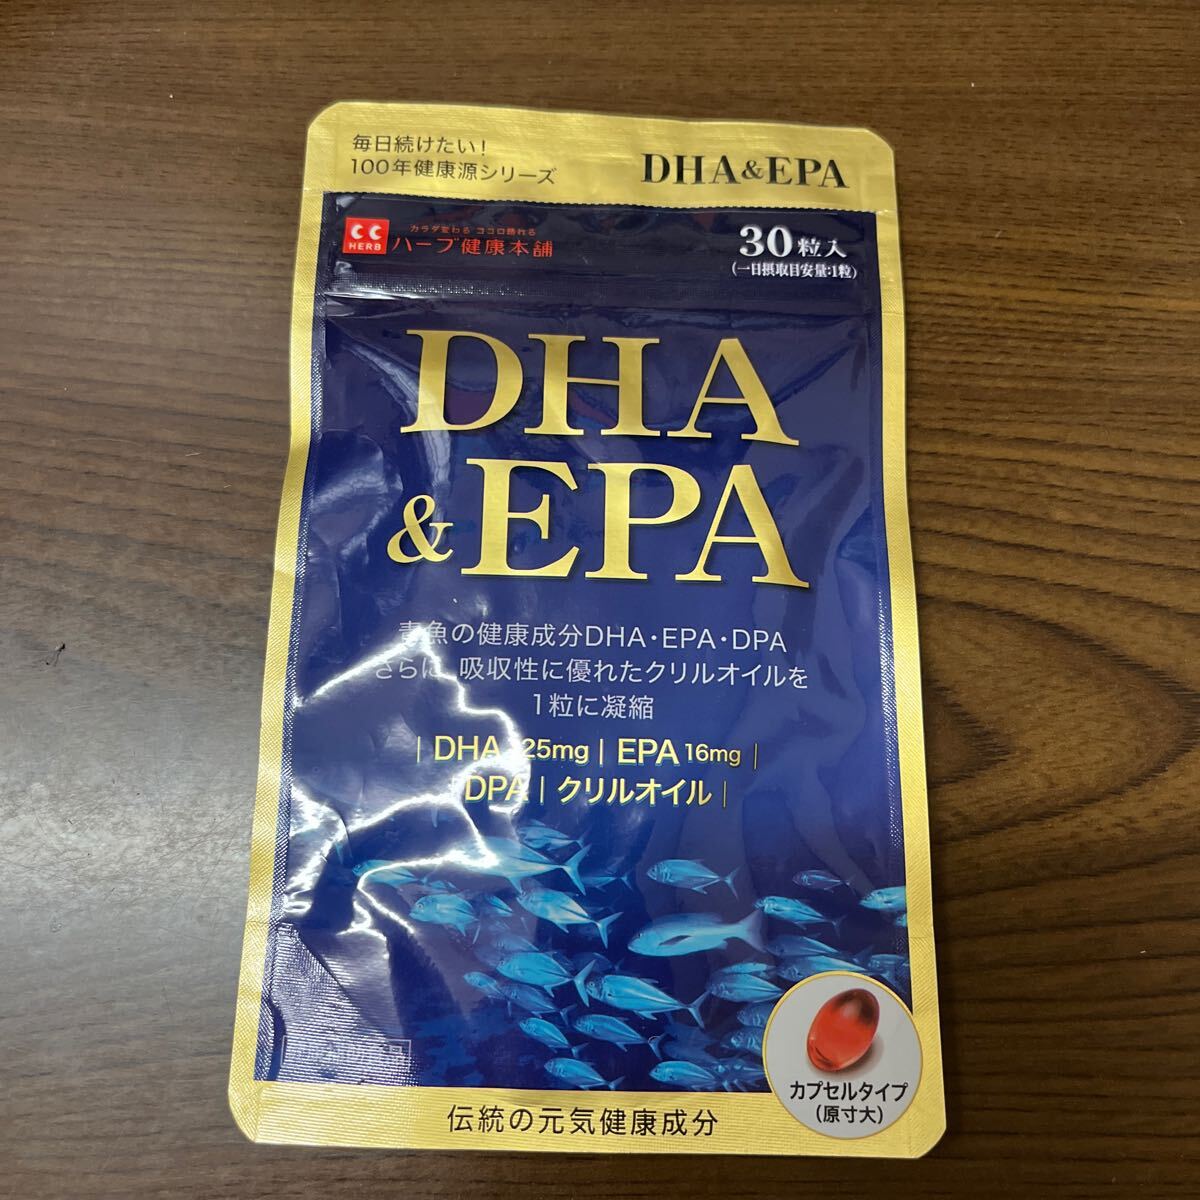 毎日続けたい!
100年健康源シリーズ
DHA&EPA
CC
HERB
カラダ変わる ココロ晴れる
ハーブ健康本舗
30粒入
(一日摂取目安量:1粒)
DHA
&EPA
青魚の健康成分DHA・EPA・DPA
さらに、吸収性に優れたクリルオイルを
1粒に凝縮
| DHA 25mg | EPA 16mg |
| DPA | クリルオイル |
カプセルタイプ
(原寸大)
伝統の元気健康成分